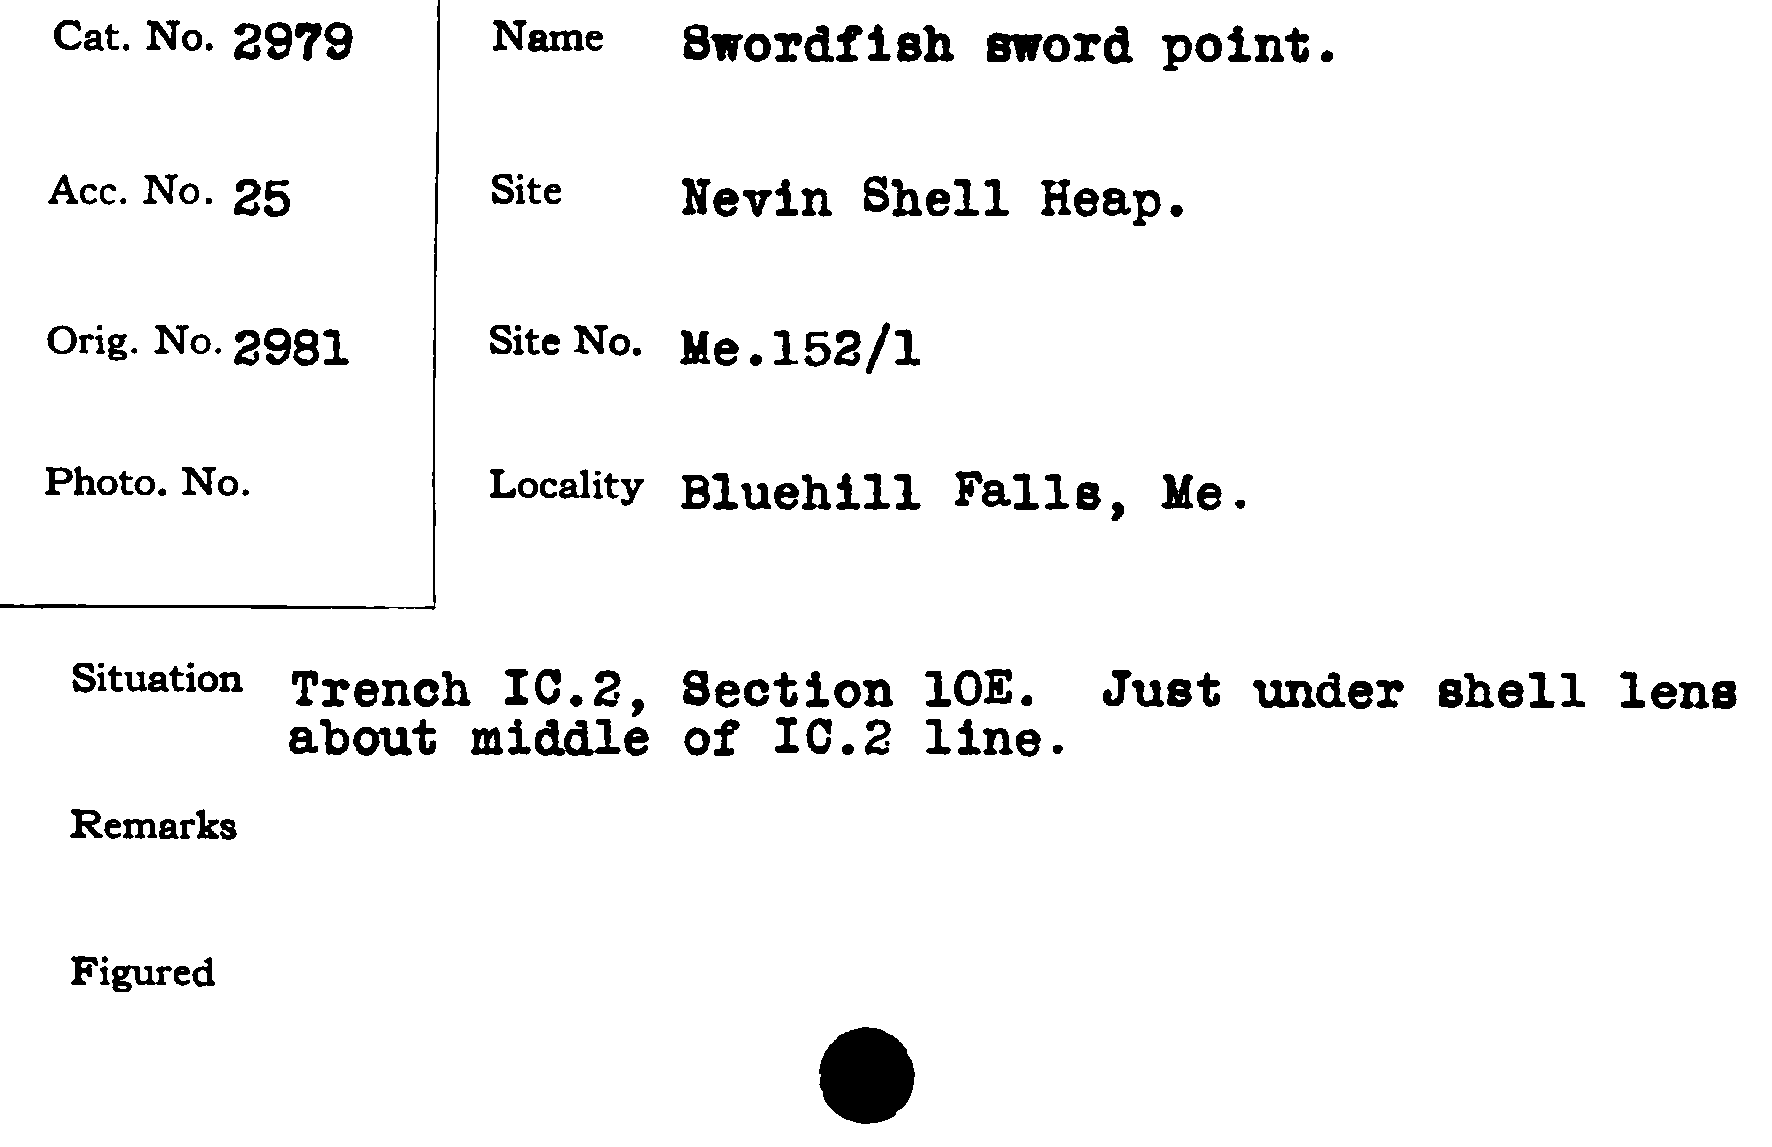 Cat. No. 2979
Acc. No. 25
Orig. No. 2981
Photo. No.
Name Swordfish sword point.
Site Nevin Shell Heap.
Site No. Me.152/1
Locality Bluehill Falls, Me.
Situation Trench IC.2, Section 10E. Just under shell lens
about middle of IC.2 line.
Remarks
Figured